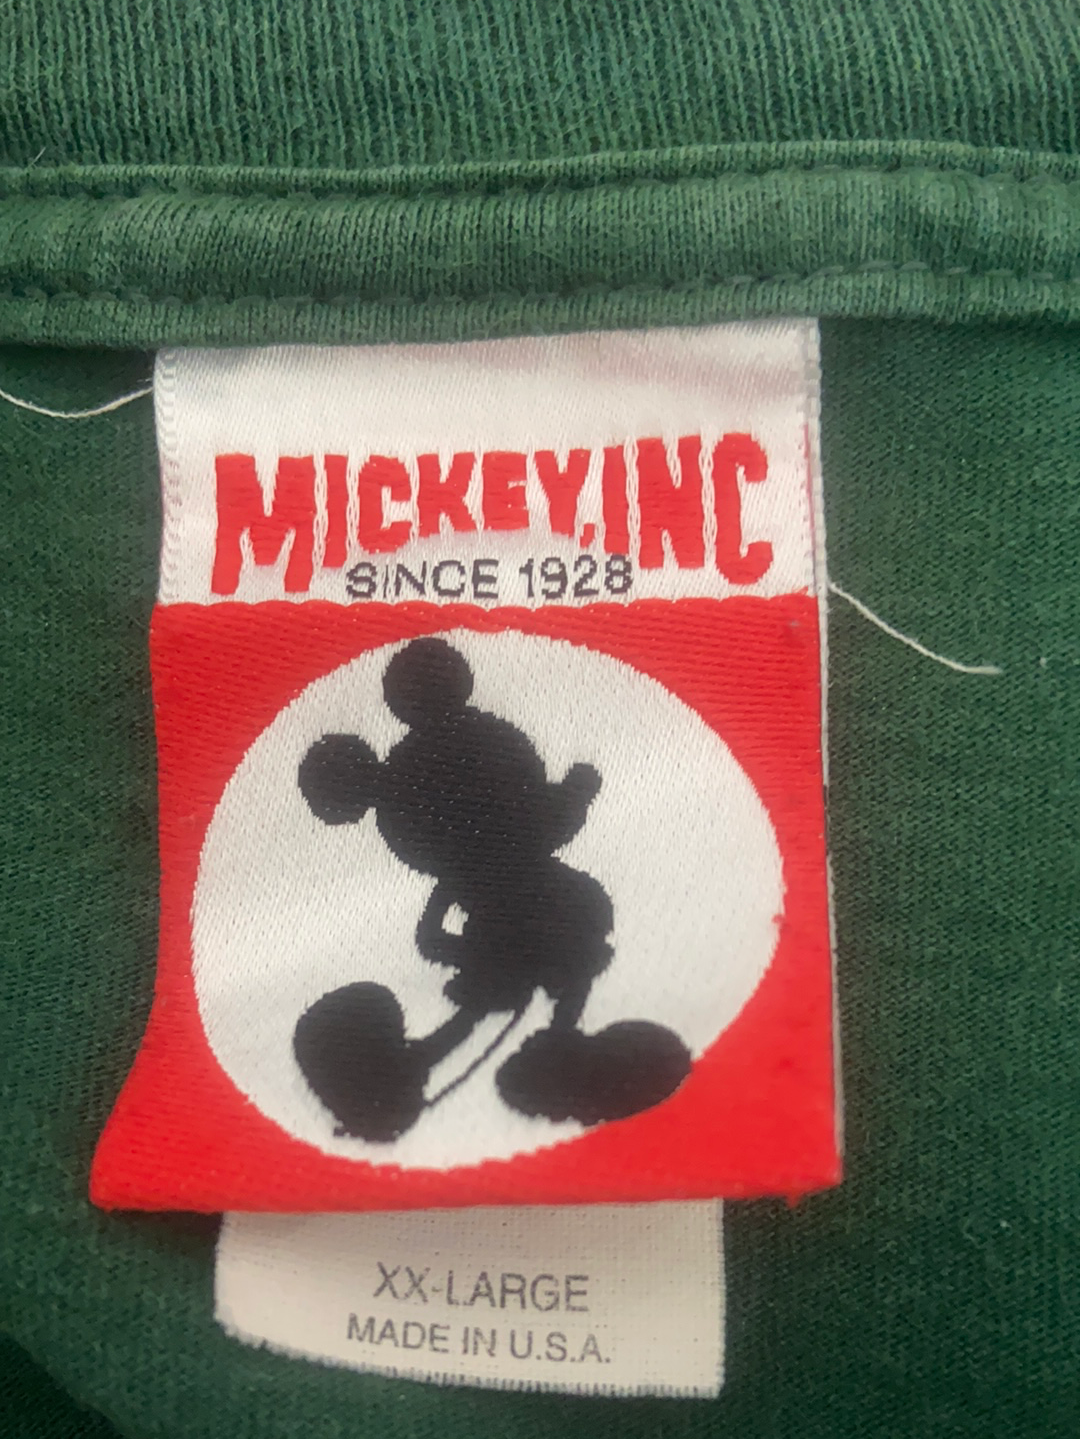 MICKEY, INC
SINCE 1928
XX-LARGE
MADE IN U.S.A.